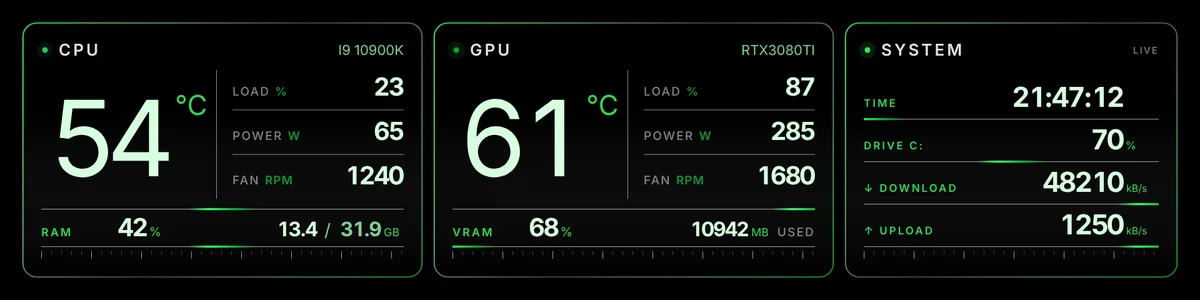 CPU I9 10900K
54 °C
LOAD % 23
POWER W 65
FAN RPM 1240
RAM 42% 13.4 / 31.9 GB
GPU RTX3080TI
61 °C
LOAD % 87
POWER W 285
FAN RPM 1680
VRAM 68% 10942 MB USED
SYSTEM LIVE
TIME 21:47:12
DRIVE C: 70%
↓ DOWNLOAD 48210 kB/s
↑ UPLOAD 1250 kB/s